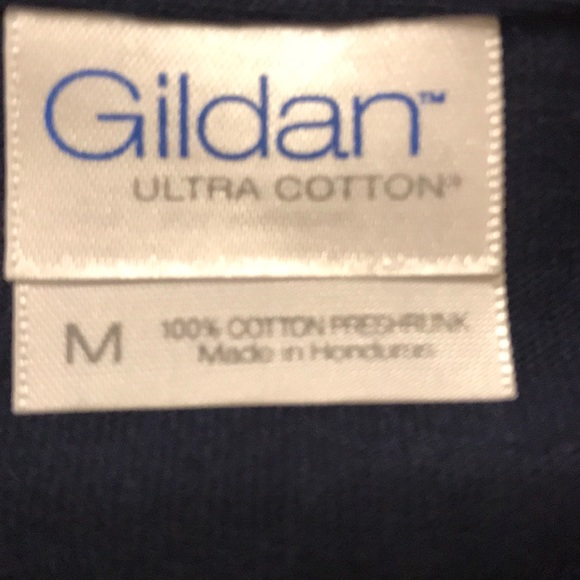 Gildan™
ULTRA COTTON®
M
100% COTTON PRESHRUNK
Made in Honduras